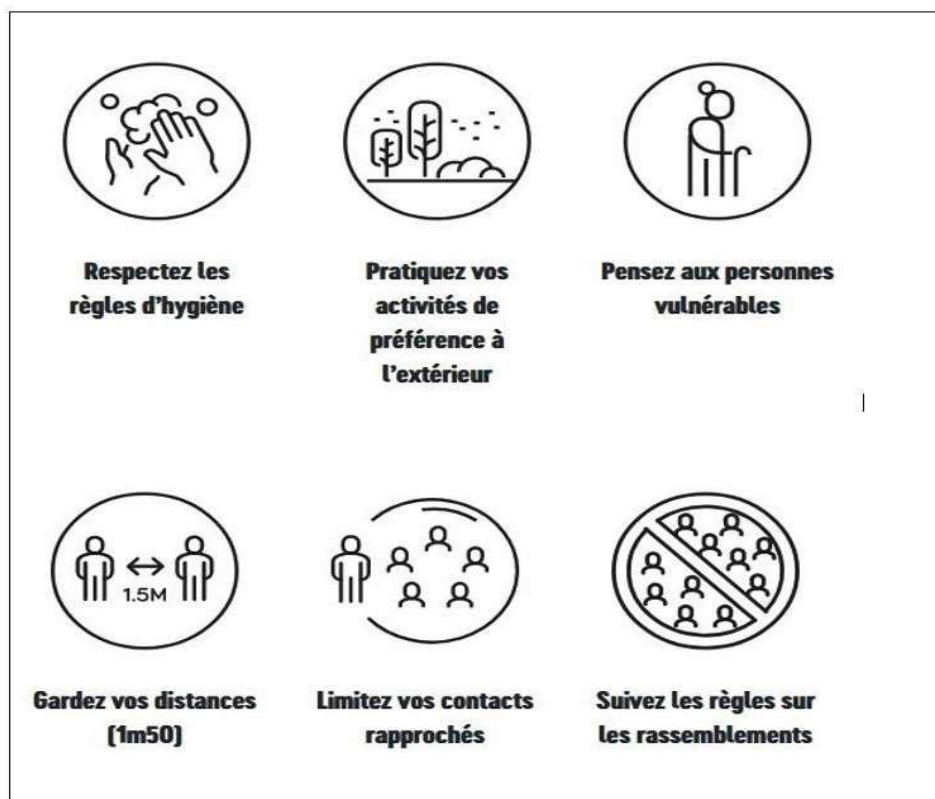 Respectez les
règles d'hygiène
Pratiquez vos
activités de
préférence à
l'extérieur
Pensez aux personnes
vulnérables
1.5M
Gardez vos distances
(1m50)
Limitez vos contacts
rapprochés
Suivez les règles sur
les rassemblements